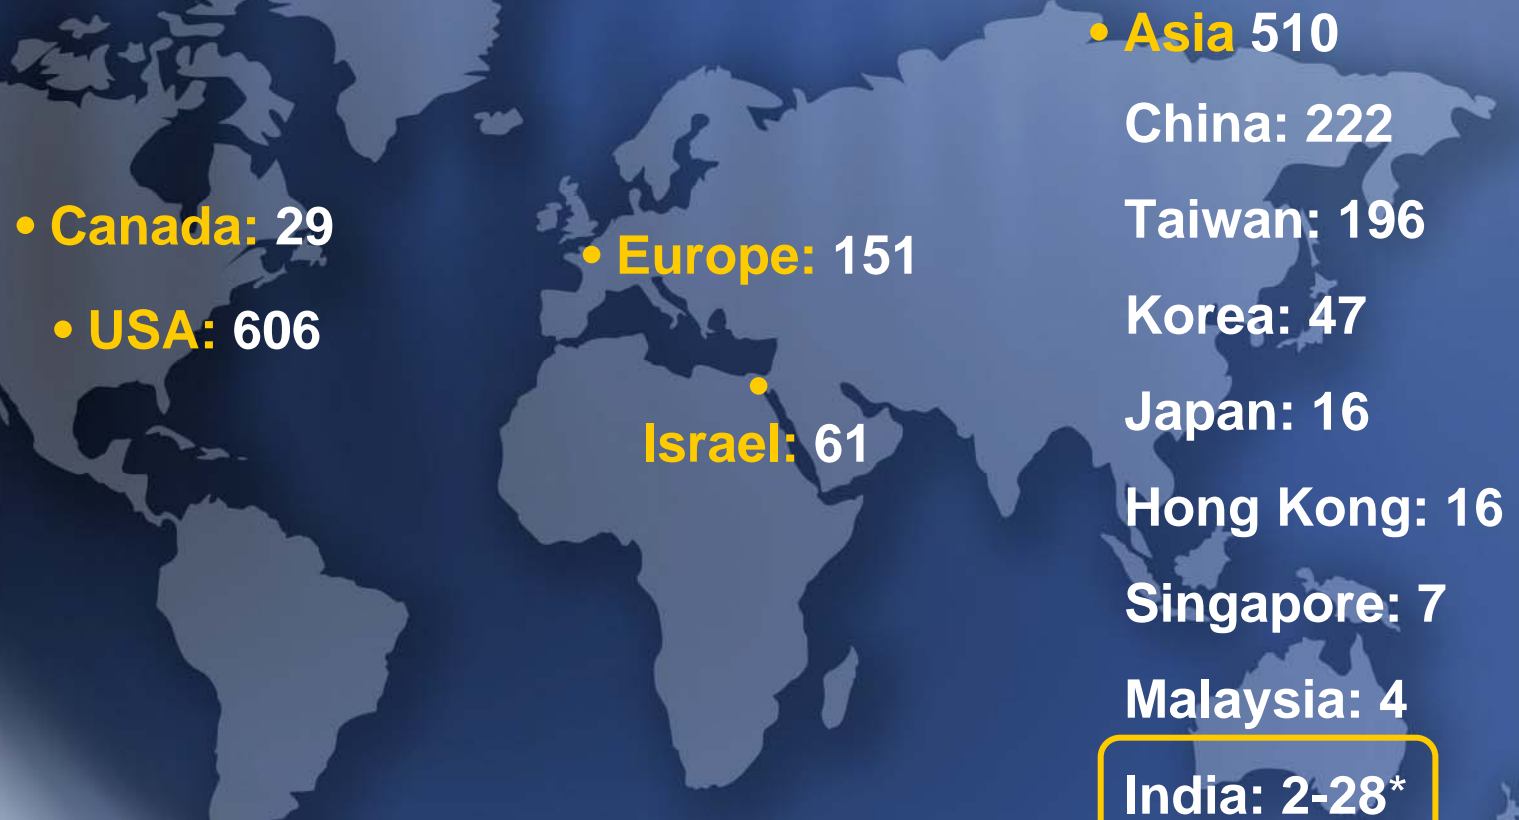 • Canada: 29
• USA: 606
• Europe: 151
•
Israel: 61
• Asia 510
China: 222
Taiwan: 196
Korea: 47
Japan: 16
Hong Kong: 16
Singapore: 7
Malaysia: 4
India: 2-28*